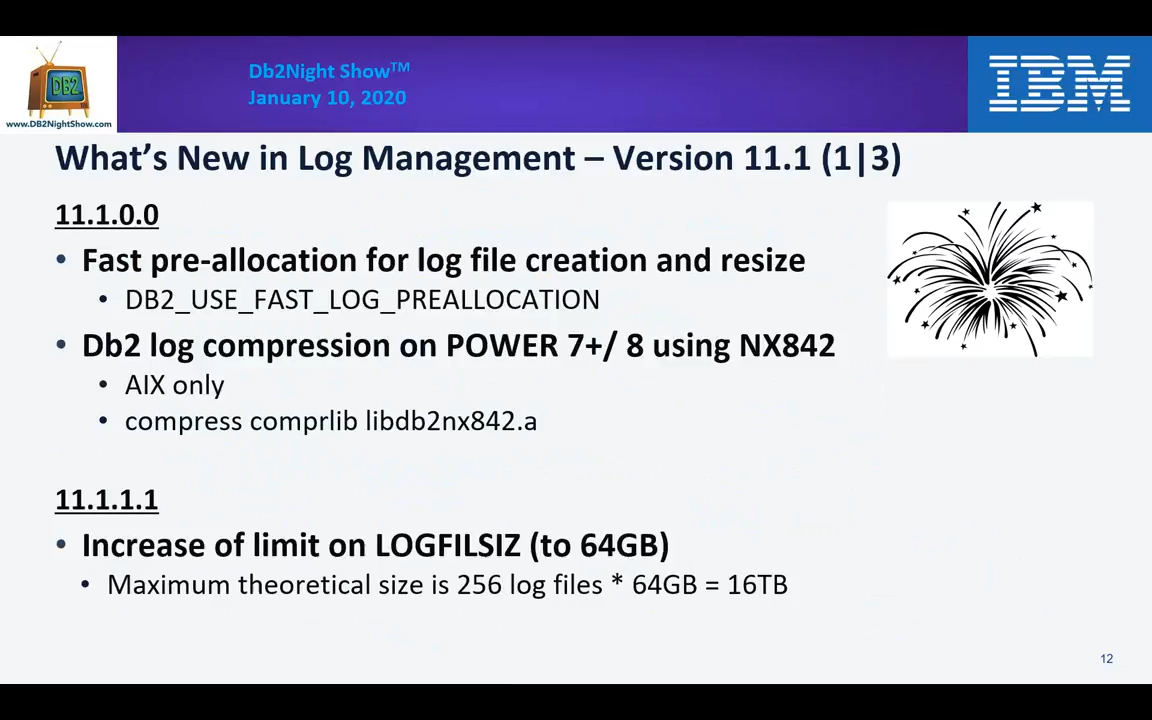 DB2
www.DB2NightShow.com
Db2Night Show™
January 10, 2020
IBM
What's New in Log Management – Version 11.1 (1|3)
11.1.0.0
• Fast pre-allocation for log file creation and resize
• DB2_USE_FAST_LOG_PREALLOCATION
• Db2 log compression on POWER 7+/ 8 using NX842
• AIX only
• compress comprlib libdb2nx842.a
11.1.1.1
• Increase of limit on LOGFILSIZ (to 64GB)
• Maximum theoretical size is 256 log files * 64GB = 16TB
12